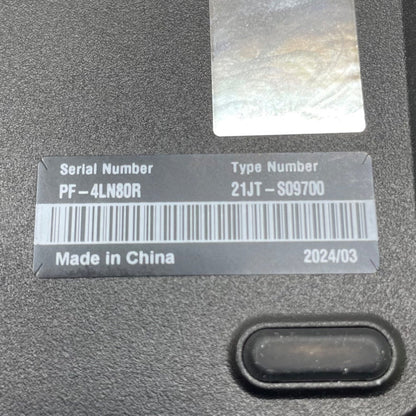 Serial Number Type Number
PF-4LN80R 21JT-S09700
Made in China 2024/03